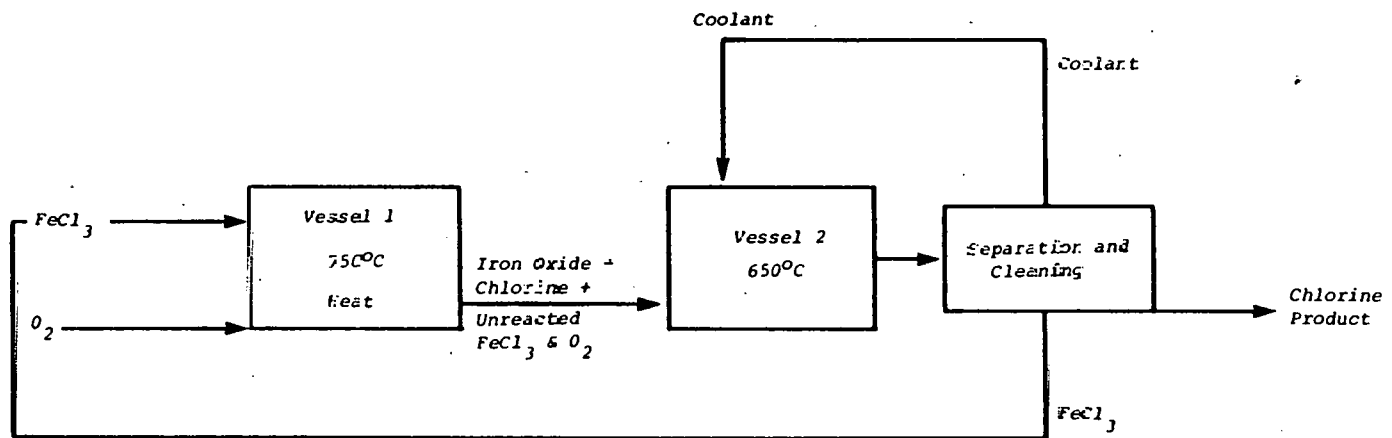 Coolant
Coolant
FeCl3
Vessel 1
750°C
Heat
O2
Iron Oxide +
Chlorine +
Unreacted
FeCl3 & O2
Vessel 2
650°C
Separation and
Cleaning
Chlorine
Product
FeCl3